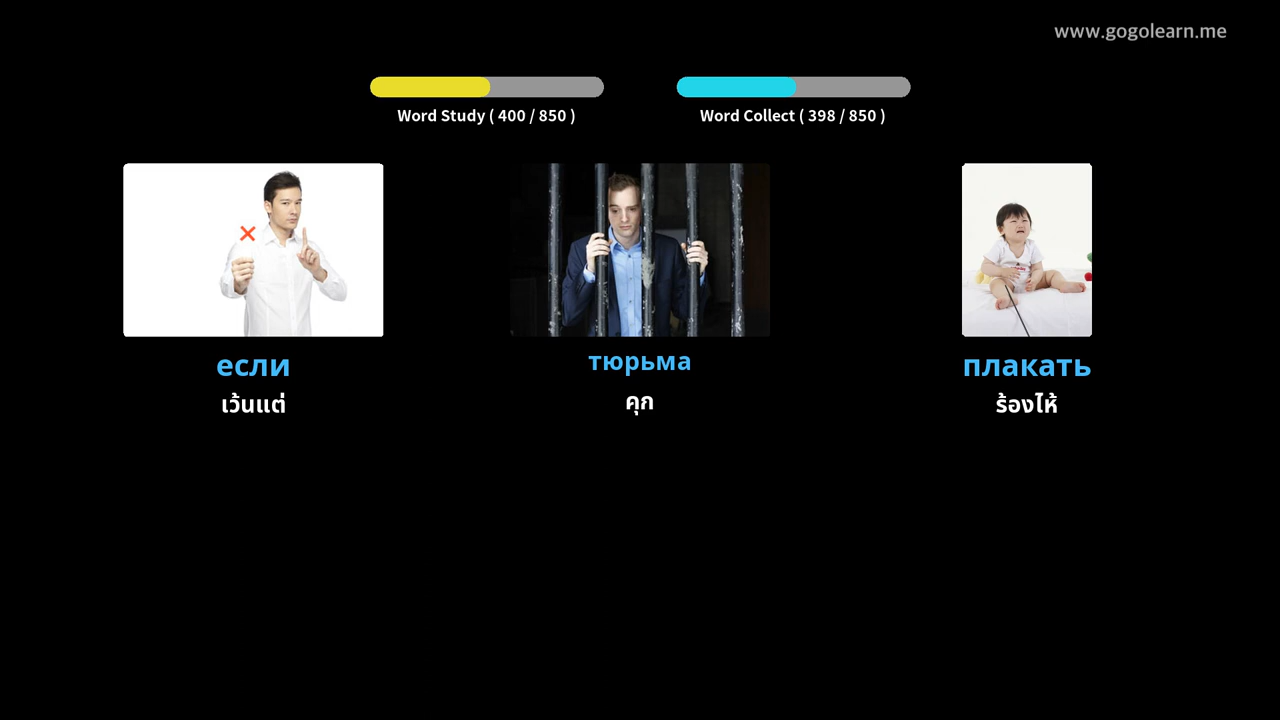 www.gogolearn.me
Word Study ( 400 / 850 )
Word Collect ( 398 / 850 )
если
เว้นแต่
тюрьма
คุก
плакать
ร้องไห้